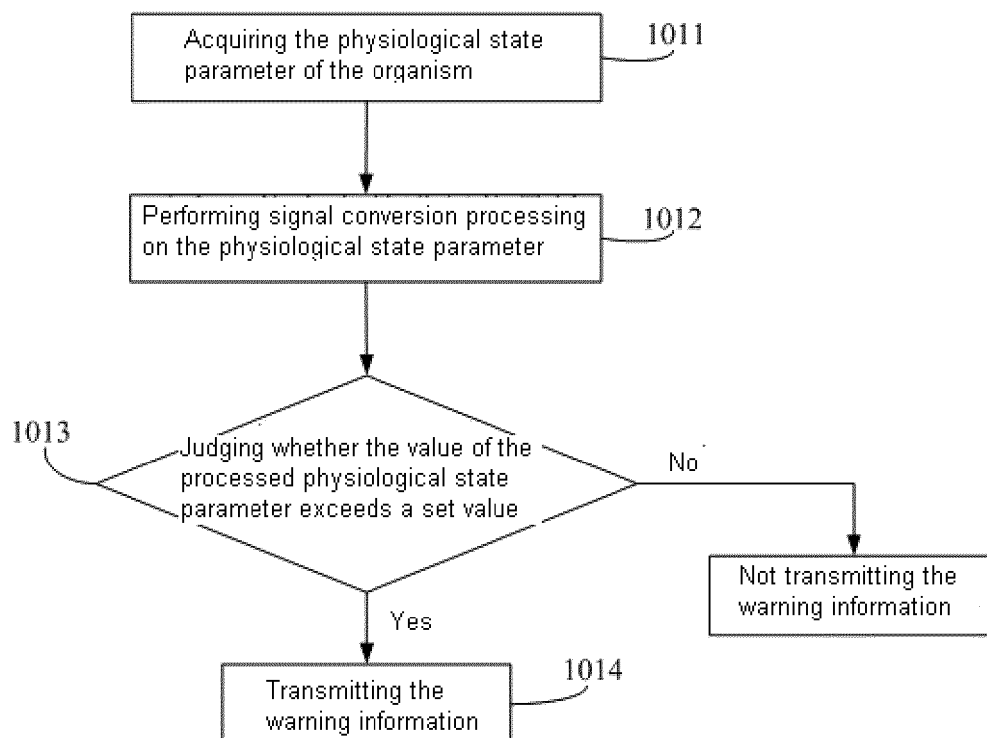 Acquiring the physiological state
parameter of the organism
1011
Performing signal conversion processing
on the physiological state parameter
1012
1013
Judging whether the value of the
processed physiological state
parameter exceeds a set value
No
Not transmitting the
warning information
Yes
Transmitting the
warning information
1014